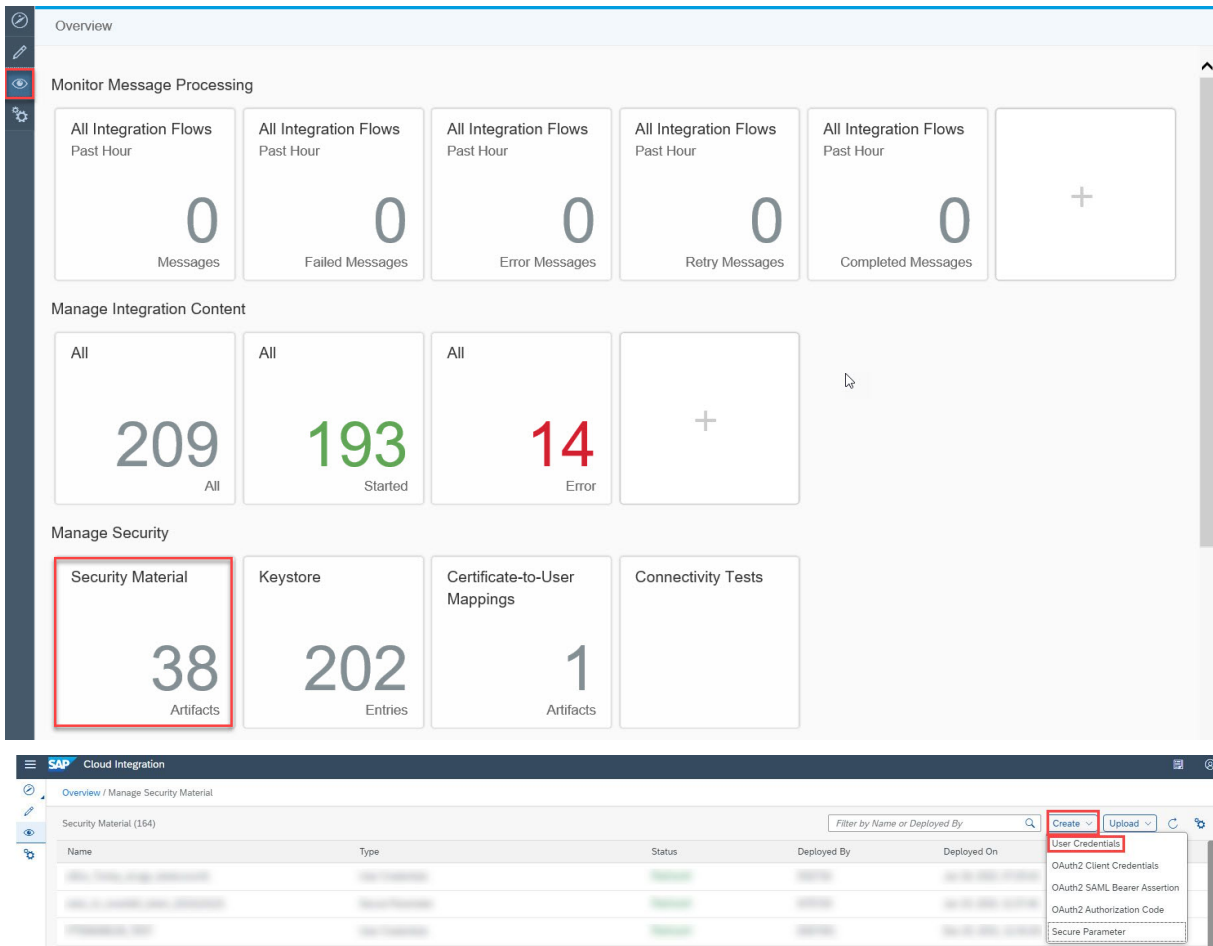 Overview
Monitor Message Processing
All Integration Flows
Past Hour
0
Messages
All Integration Flows
Past Hour
0
Failed Messages
All Integration Flows
Past Hour
0
Error Messages
All Integration Flows
Past Hour
0
Retry Messages
All Integration Flows
Past Hour
0
Completed Messages
+
Manage Integration Content
All
209
All
All
193
Started
All
14
Error
+
Manage Security
Security Material
38
Artifacts
Keystore
202
Entries
Certificate-to-User
Mappings
1
Artifacts
Connectivity Tests
SAP Cloud Integration
Overview / Manage Security Material
Security Material (164)
Filter by Name or Deployed By
Create
Upload
Name
Type
Status
Deployed By
Deployed On
User Credentials
OAuth2 Client Credentials
OAuth2 SAML Bearer Assertion
OAuth2 Authorization Code
Secure Parameter